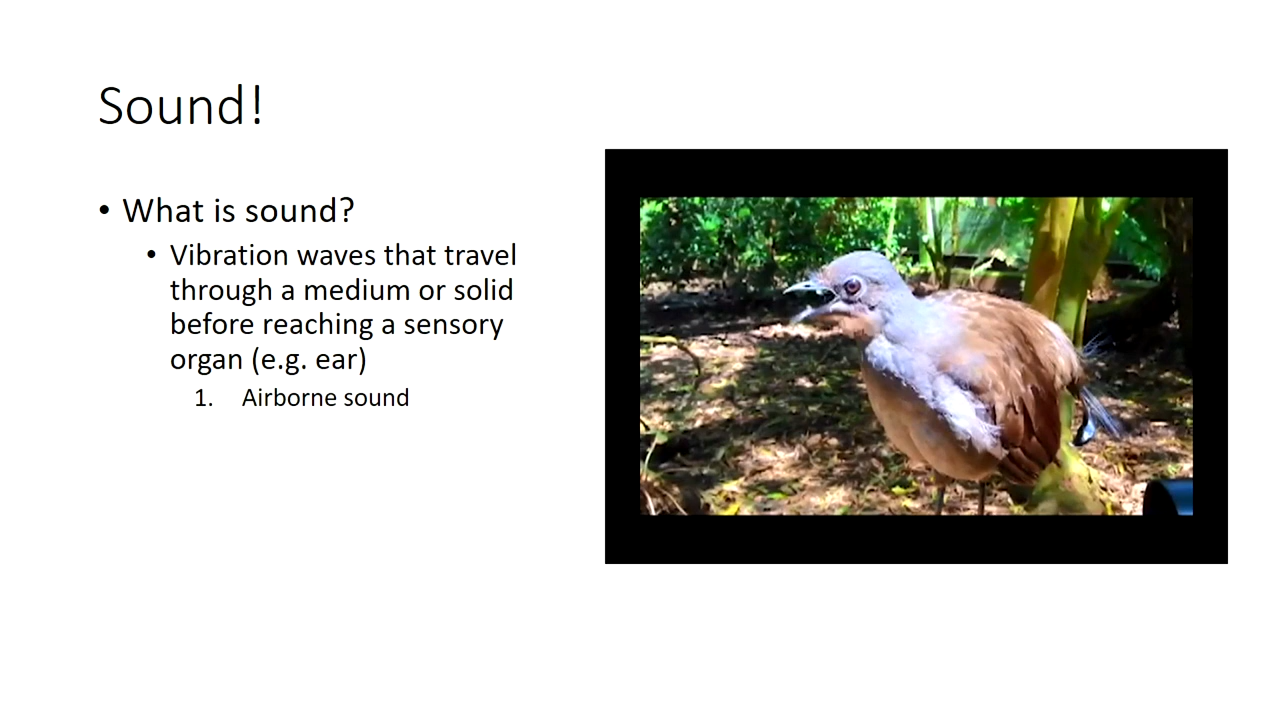 Sound!
• What is sound?
• Vibration waves that travel
through a medium or solid
before reaching a sensory
organ (e.g. ear)
1. Airborne sound